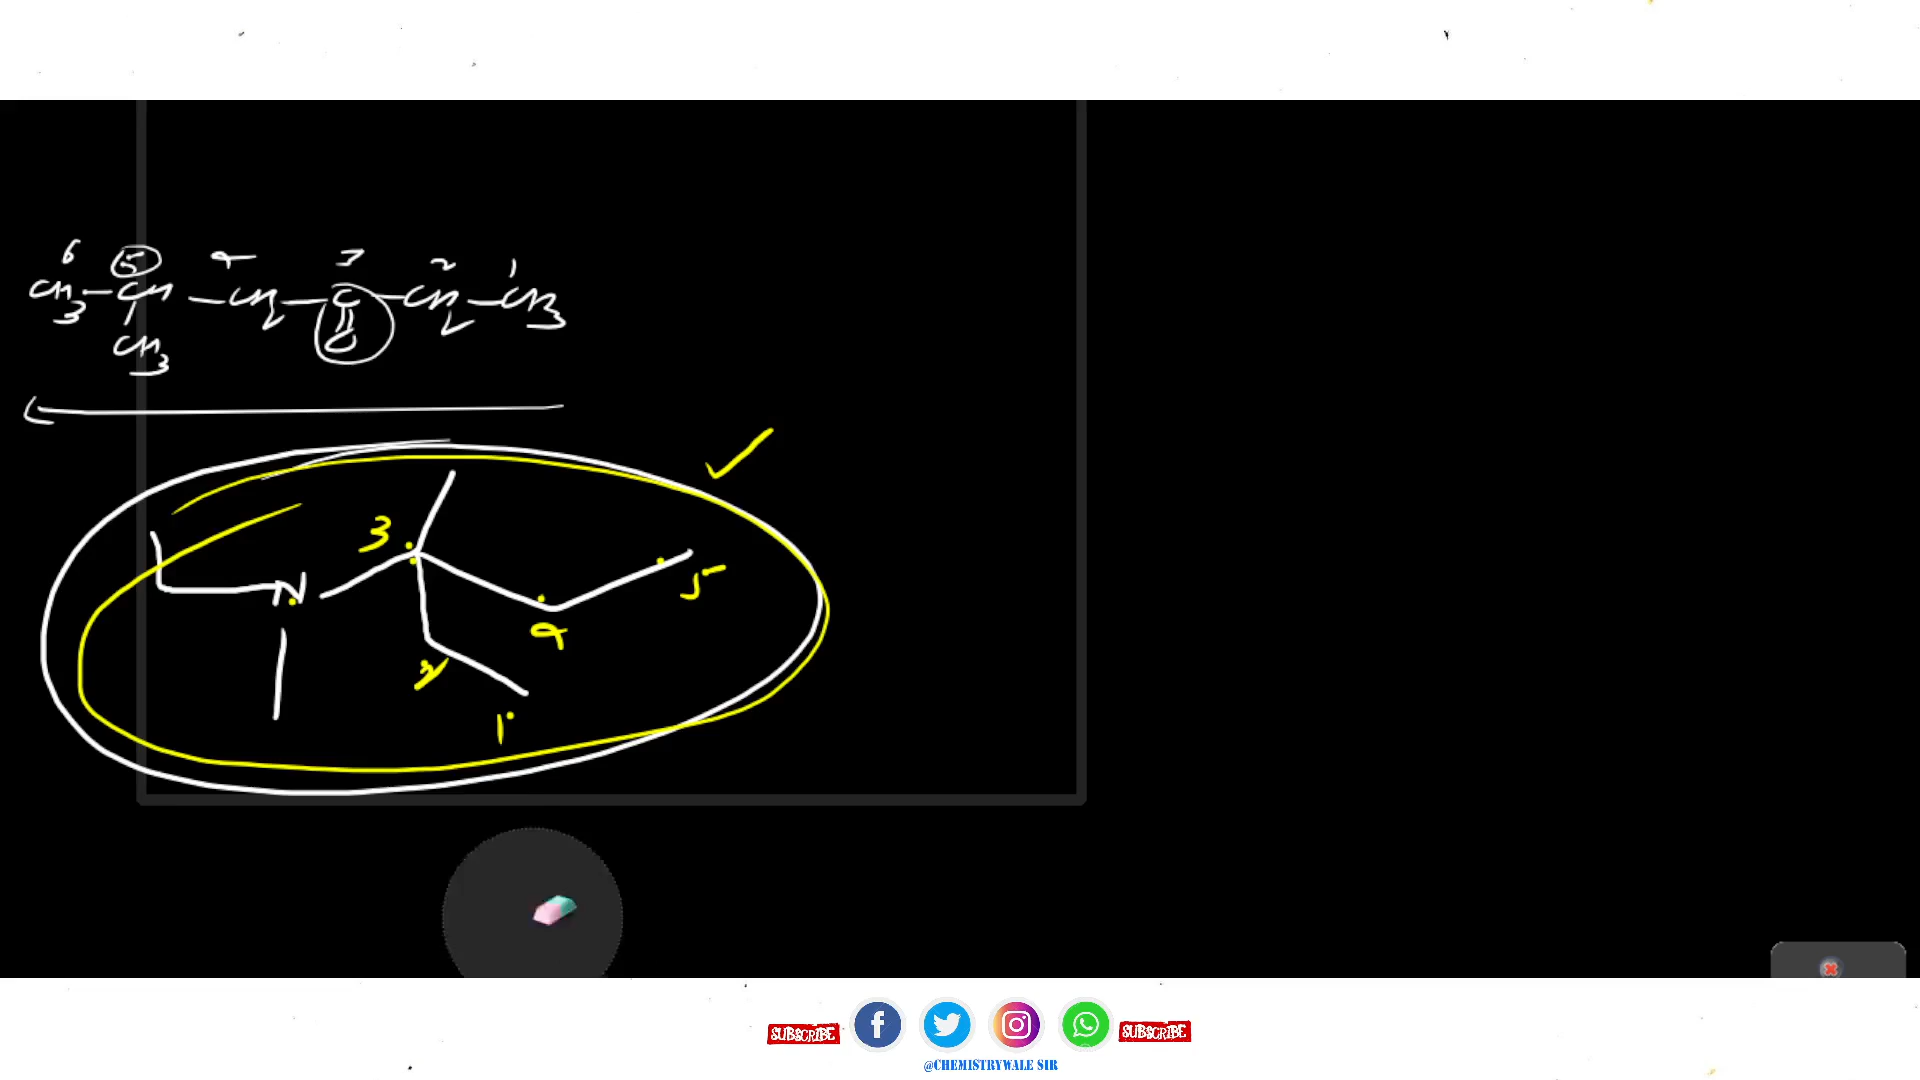 6 5 4 3 2 1
CH3-CH-CH2-C-CH2-CH3
CH3 O
3
N
5
4
2
1
SUBSCRIBE SUBSCRIBE
@CHEMISTRYWALE SIR